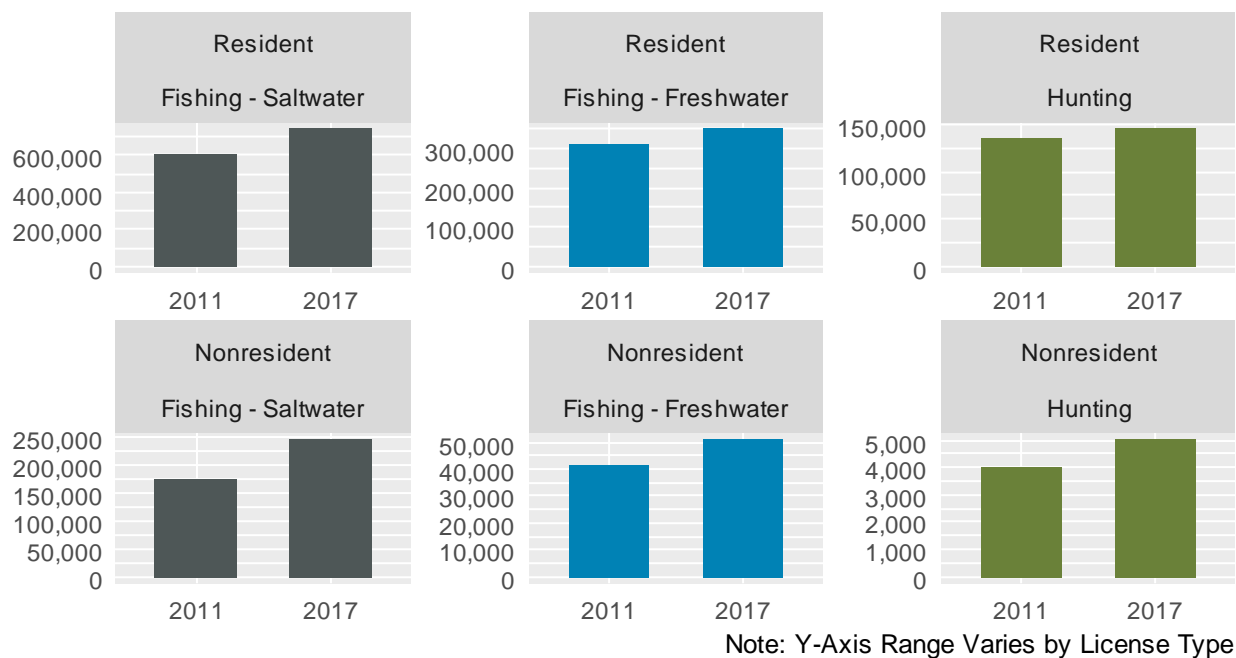 Resident
Fishing - Saltwater
600,000
400,000
200,000
0
2011 2017
Resident
Fishing - Freshwater
300,000
200,000
100,000
0
2011 2017
Resident
Hunting
150,000
100,000
50,000
0
2011 2017
Nonresident
Fishing - Saltwater
250,000
200,000
150,000
100,000
50,000
0
2011 2017
Nonresident
Fishing - Freshwater
50,000
40,000
30,000
20,000
10,000
0
2011 2017
Nonresident
Hunting
5,000
4,000
3,000
2,000
1,000
0
2011 2017
Note: Y-Axis Range Varies by License Type